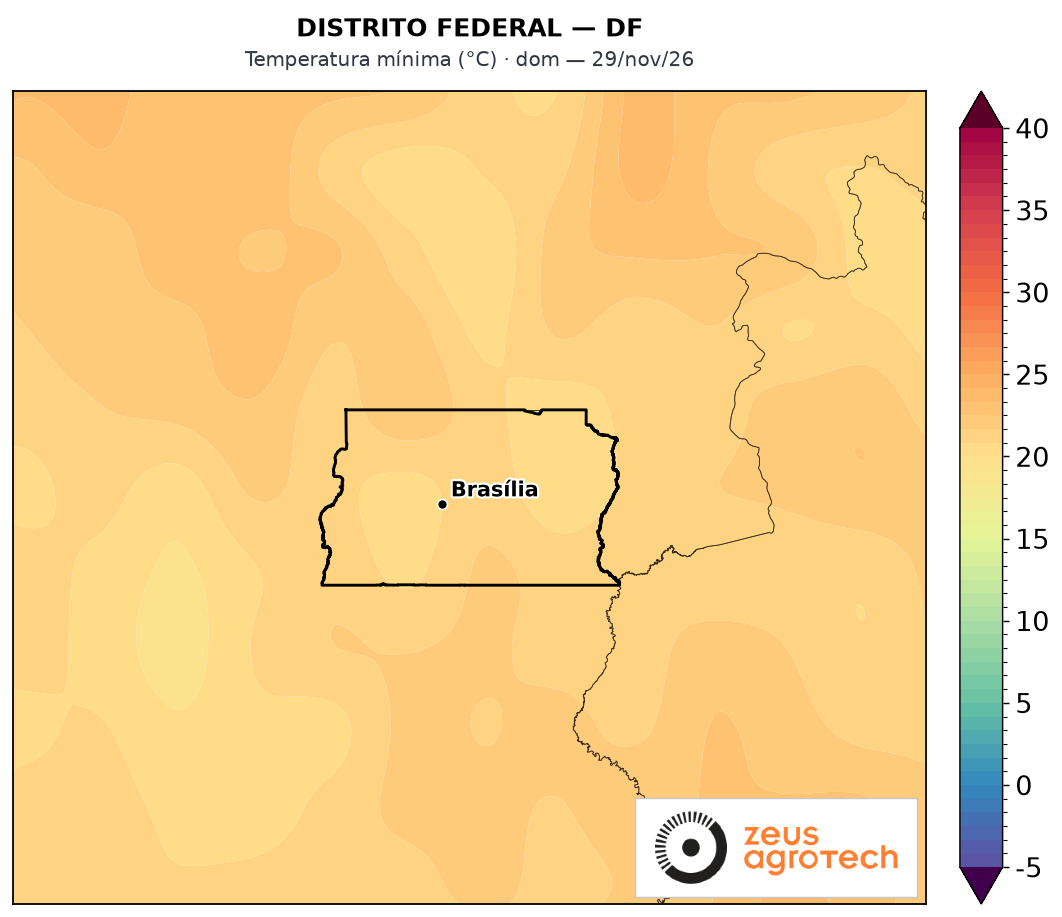 DISTRITO FEDERAL — DF
Temperatura mínima (°C) · dom — 29/nov/26
40
35
30
25
20
15
10
5
0
-5
Brasília
zeus
agrotech